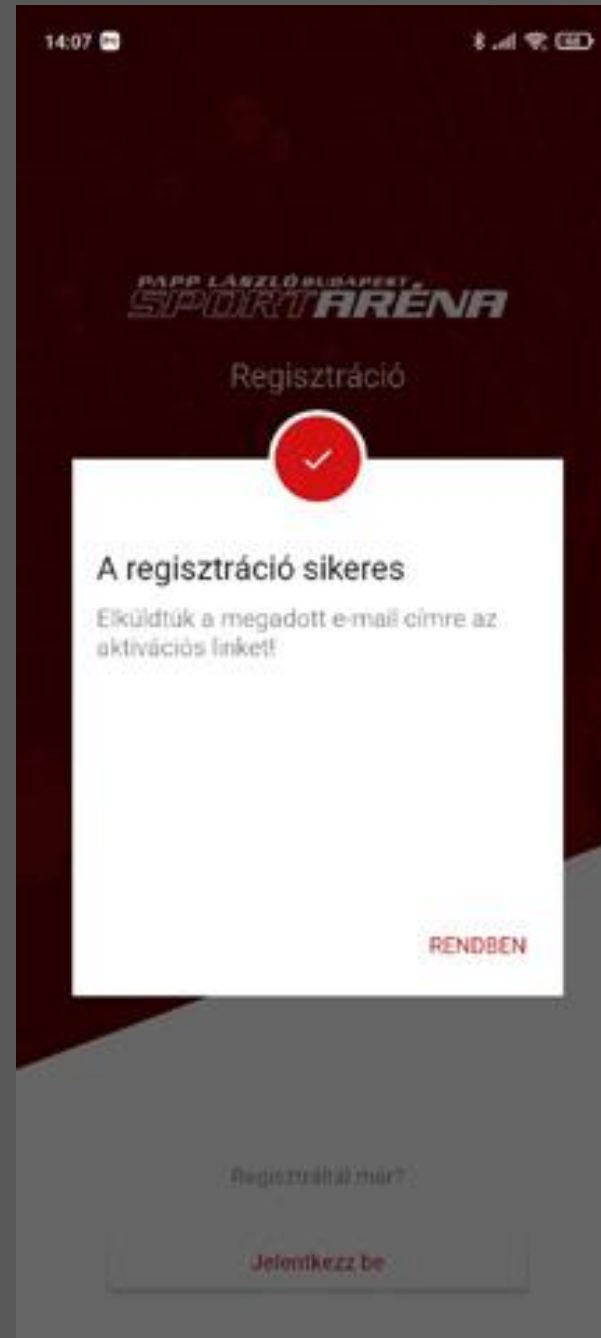 14:07
PAPP LÁSZLÓ BUDAPEST
SPORTARÉNA
Regisztráció
A regisztráció sikeres
Elküldtük a megadott e-mail címre az
aktivációs linket!
RENDBEN
Regisztráltál már?
Jelentkezz be